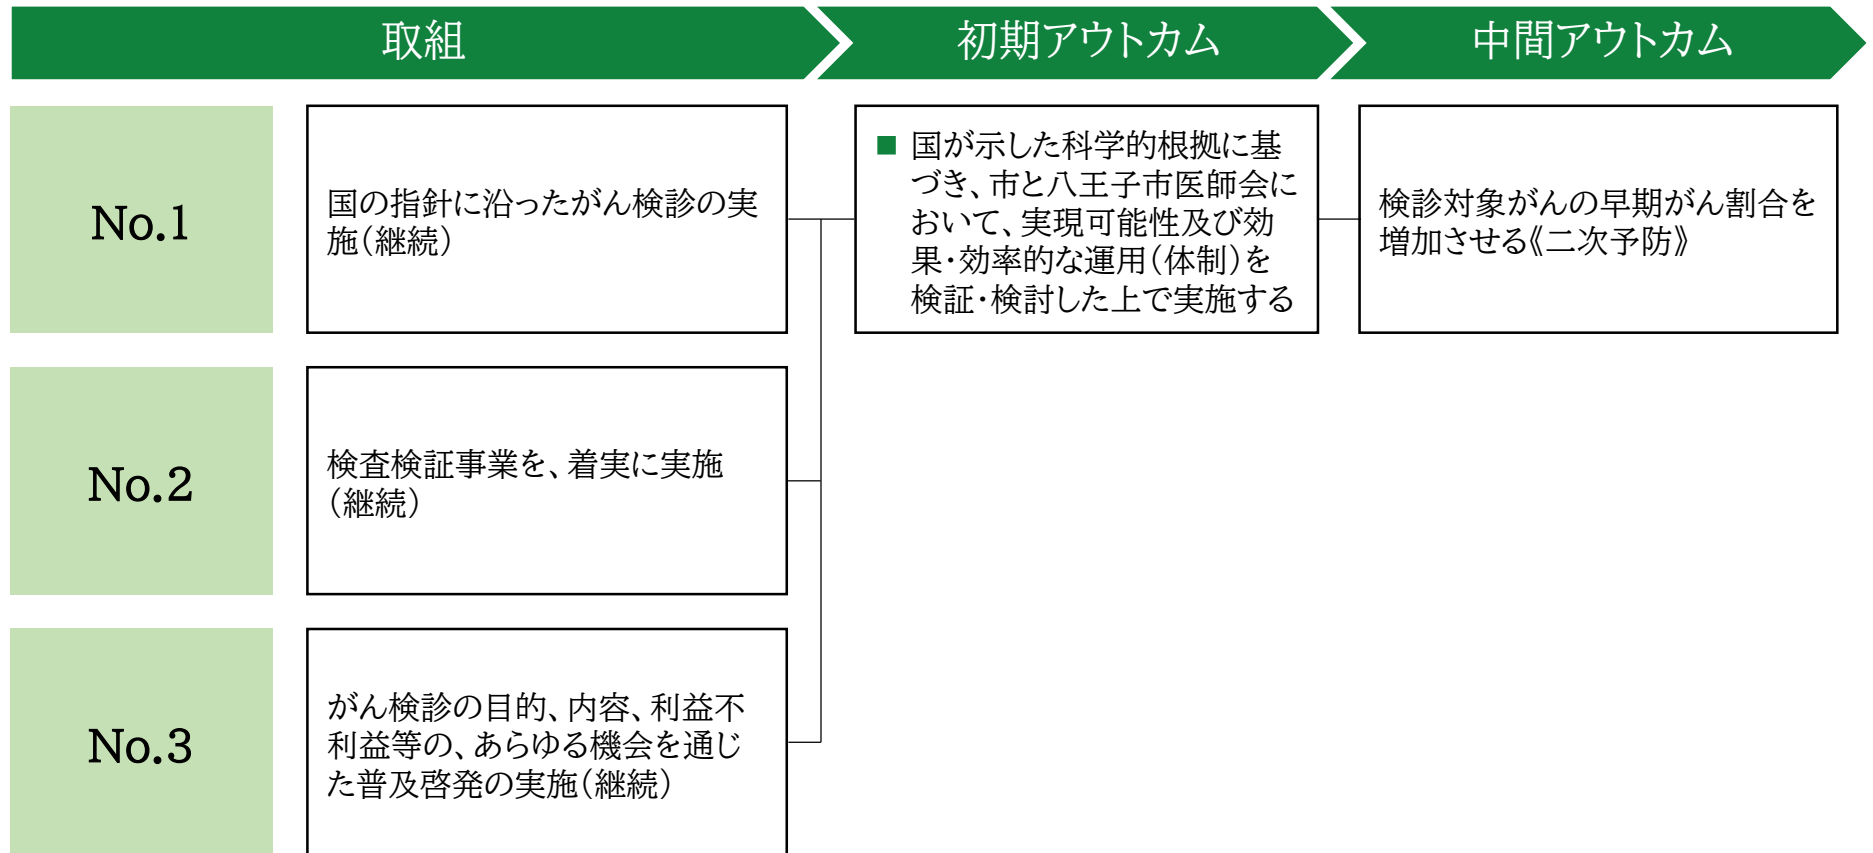 取組
初期アウトカム
中間アウトカム
No.1
国の指針に沿ったがん検診の実
施(継続)
■ 国が示した科学的根拠に基
づき、市と八王子市医師会に
おいて、実現可能性及び効
果・効率的な運用(体制)を
検証・検討した上で実施する
検診対象がんの早期がん割合を
増加させる《二次予防》
No.2
検査検証事業を、着実に実施
(継続)
No.3
がん検診の目的、内容、利益不
利益等の、あらゆる機会を通じ
た普及啓発の実施(継続)